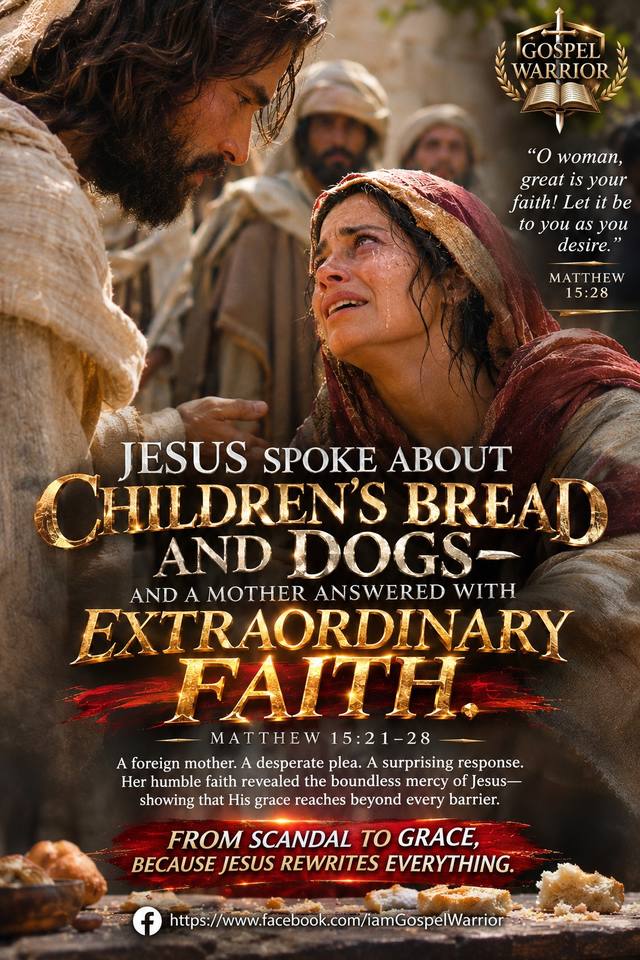 GOSPEL
WARRIOR
“O woman,
great is your
faith! Let it be
to you as you
desire.”
MATTHEW
15:28
JESUS SPOKE ABOUT
CHILDREN’S BREAD
AND DOGS—
AND A MOTHER ANSWERED WITH
EXTRAORDINARY
FAITH.
MATTHEW 15:21–28
A foreign mother. A desperate plea. A surprising response.
Her humble faith revealed the boundless mercy of Jesus—
showing that His grace reaches beyond every barrier.
FROM SCANDAL TO GRACE,
BECAUSE JESUS REWRITES EVERYTHING.
https://www.facebook.com/iamGospelWarrior